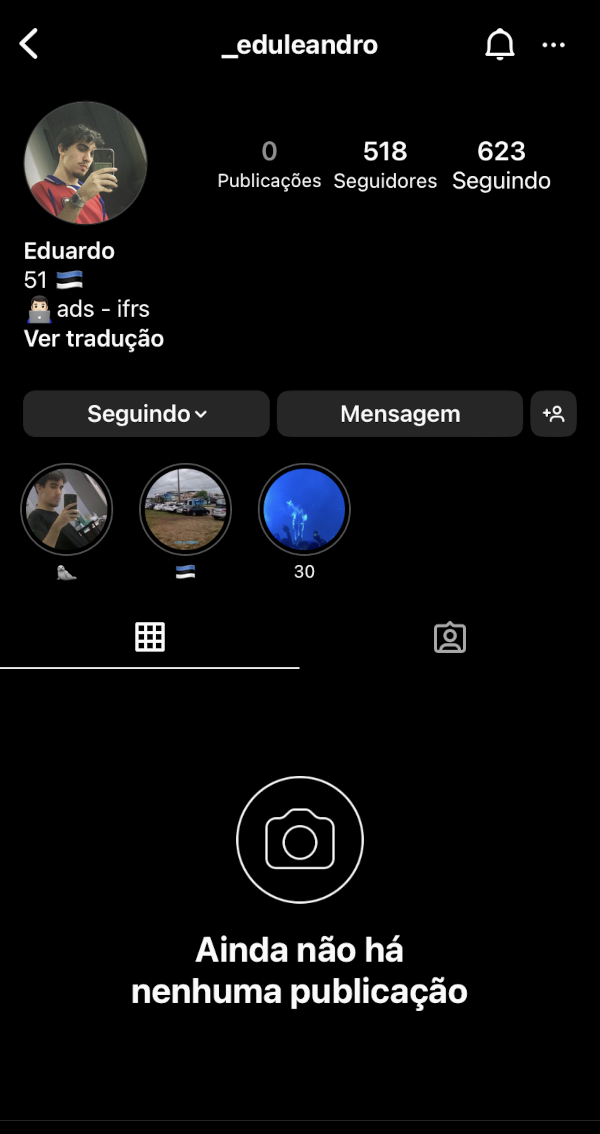 _eduleandro
0
518
623
Publicações
Seguidores
Seguindo
Eduardo
51 🇪🇪
👨🏻‍💻 ads - ifrs
Ver tradução
Seguindo
Mensagem
🦭
🇪🇪
30
Ainda não há
nenhuma publicação